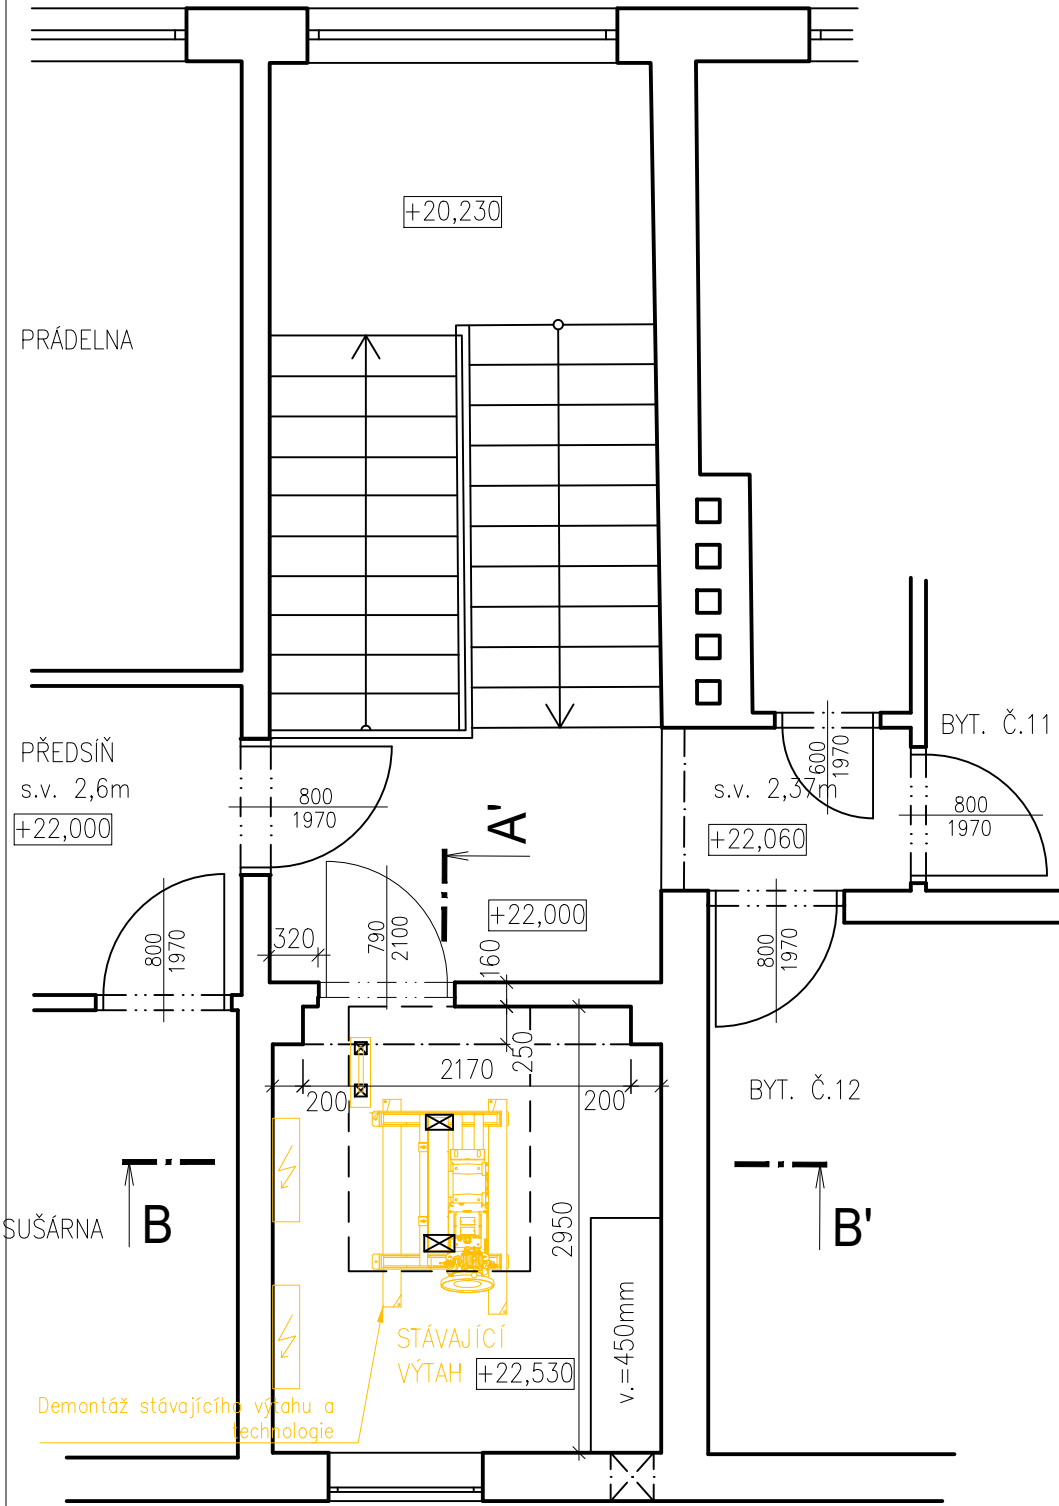 +20,230
PRÁDELNA
PŘEDSÍŇ
s.v. 2,6m
+22,000
800
1970
BYT. Č.11
600
1970
s.v. 2,37m
+22,060
800
1970
A'
+22,000
800
1970
320
790
2100
160
800
1970
250
2170
200
200
BYT. Č.12
2950
SUŠÁRNA
B
B'
STÁVAJÍCÍ
VÝTAH
+22,530
v.=450mm
Demontáž stávajícího výtahu a
technologie